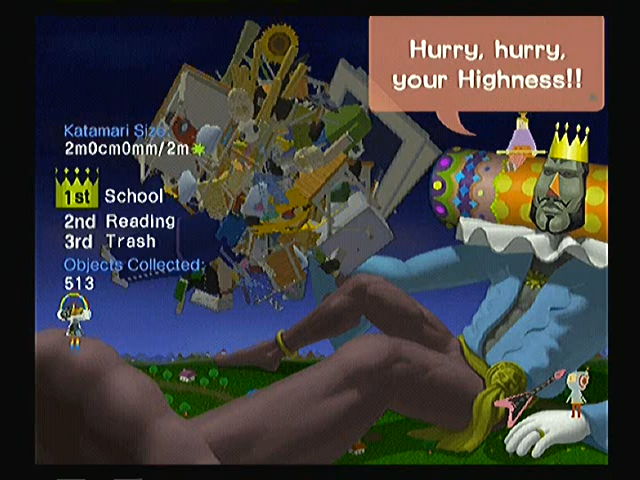 Hurry, hurry,
your Highness!!
Katamari Size:
2m0cm0mm/2m
1st School
2nd Reading
3rd Trash
Objects Collected:
513